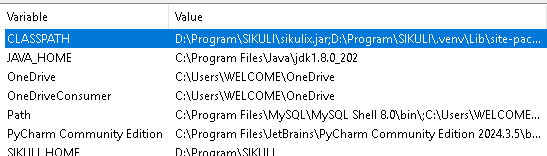 Variable Value
CLASSPATH D:\Program\SIKULI\sikulix.jar;D:\Program\SIKULI\.venv\Lib\site-pac...
JAVA_HOME C:\Program Files\Java\jdk1.8.0_202
OneDrive C:\Users\WELCOME\OneDrive
OneDriveConsumer C:\Users\WELCOME\OneDrive
Path C:\Program Files\MySQL\MySQL Shell 8.0\bin\;C:\Users\WELCOME...
PyCharm Community Edition C:\Program Files\JetBrains\PyCharm Community Edition 2024.3.5\b...
SIKULI_HOME D:\Program\SIKULI